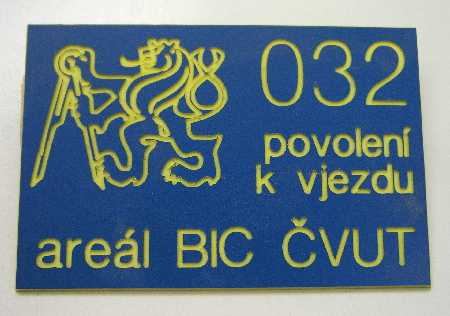 032
povolení
k vjezdu
areál BIC ČVUT